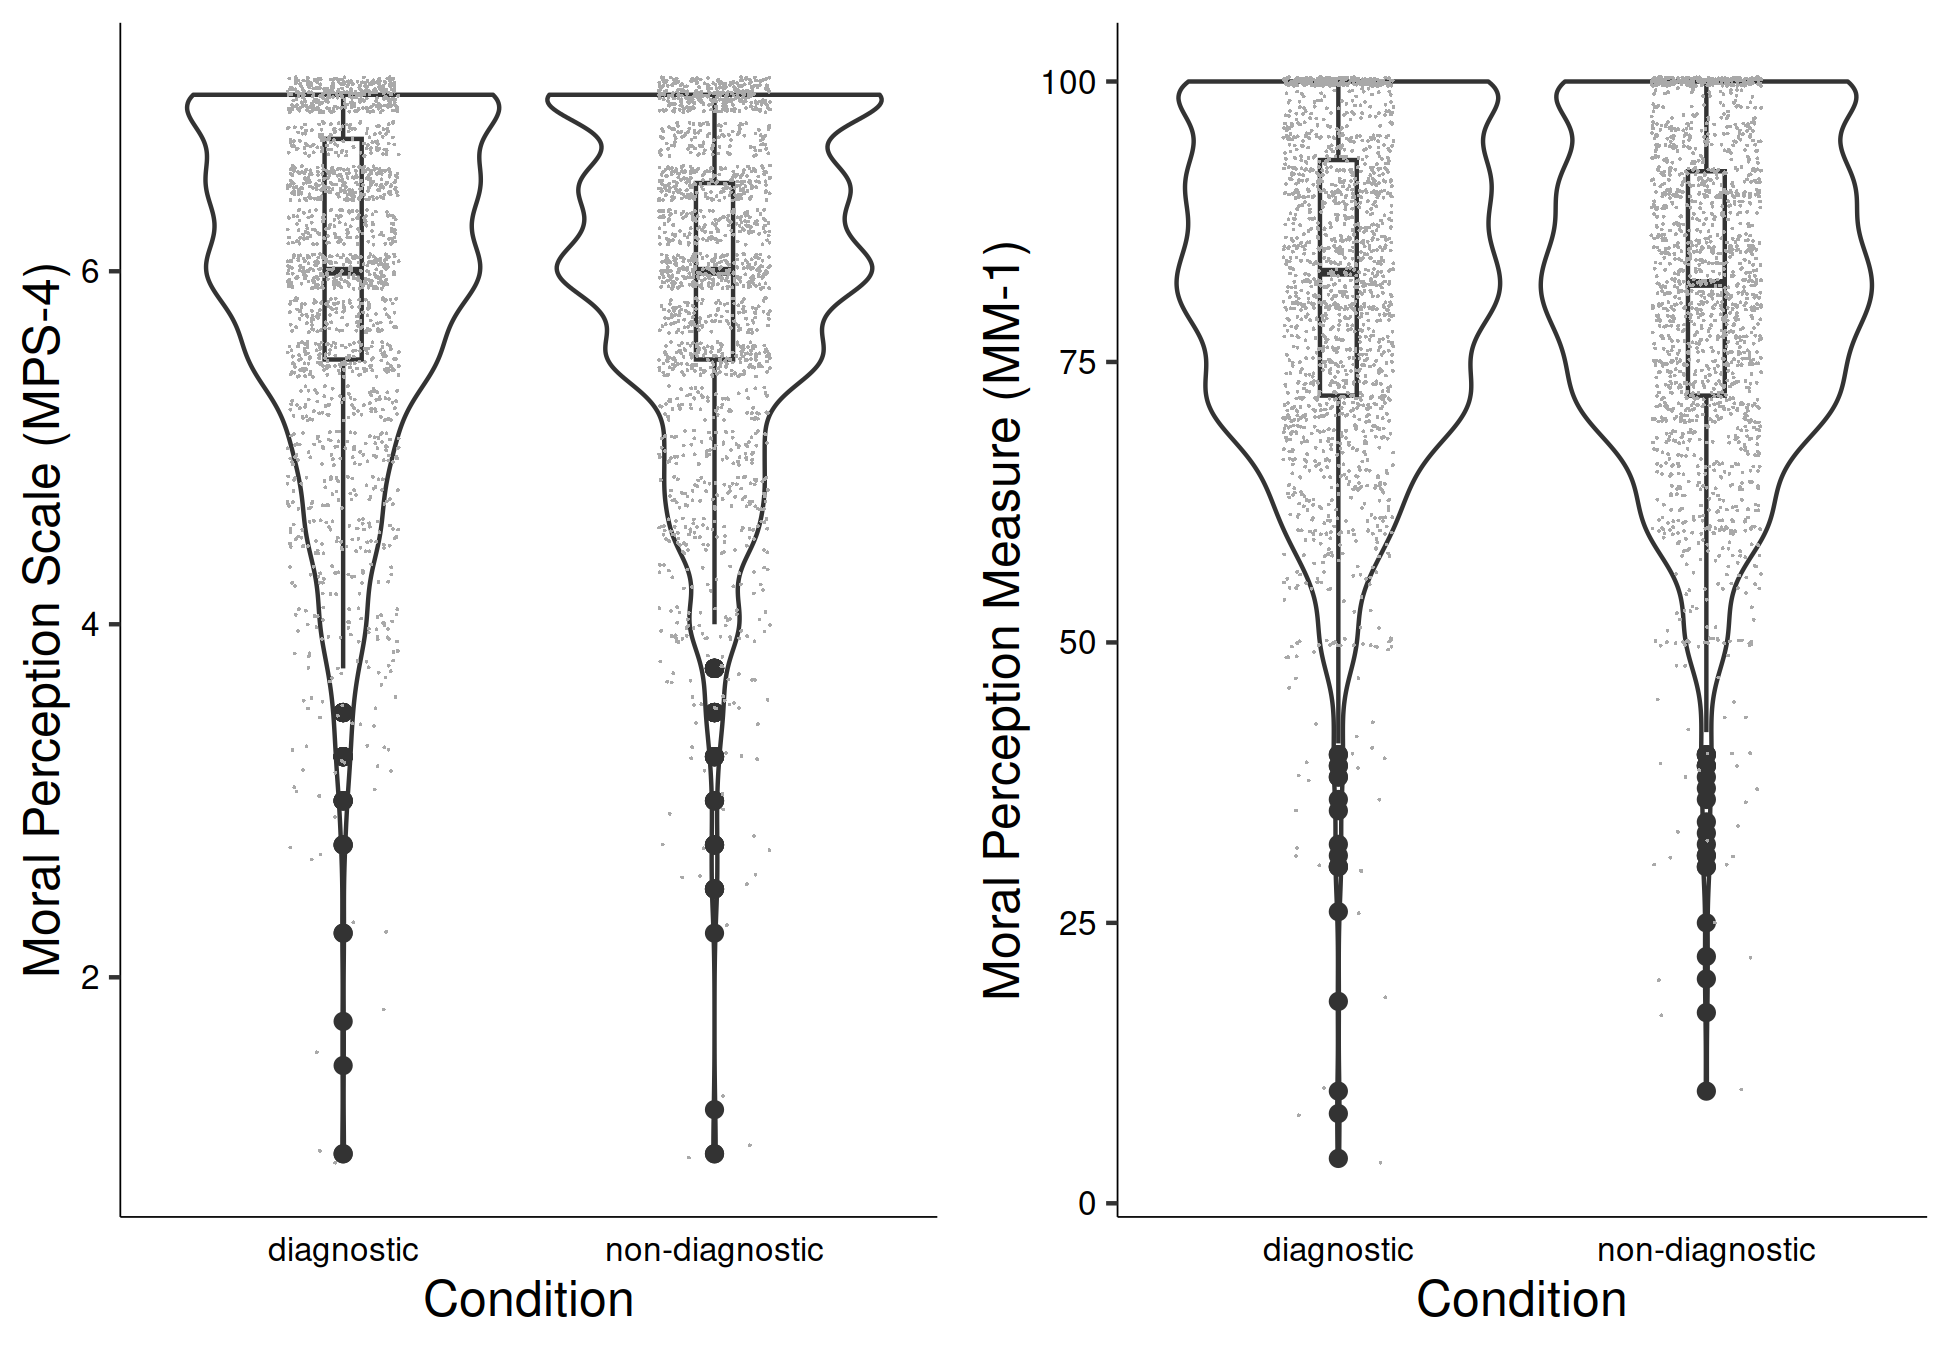 Moral Perception Scale (MPS-4)
6
4
2
diagnostic
non-diagnostic
Condition
Moral Perception Measure (MM-1)
100
75
50
25
0
diagnostic
non-diagnostic
Condition